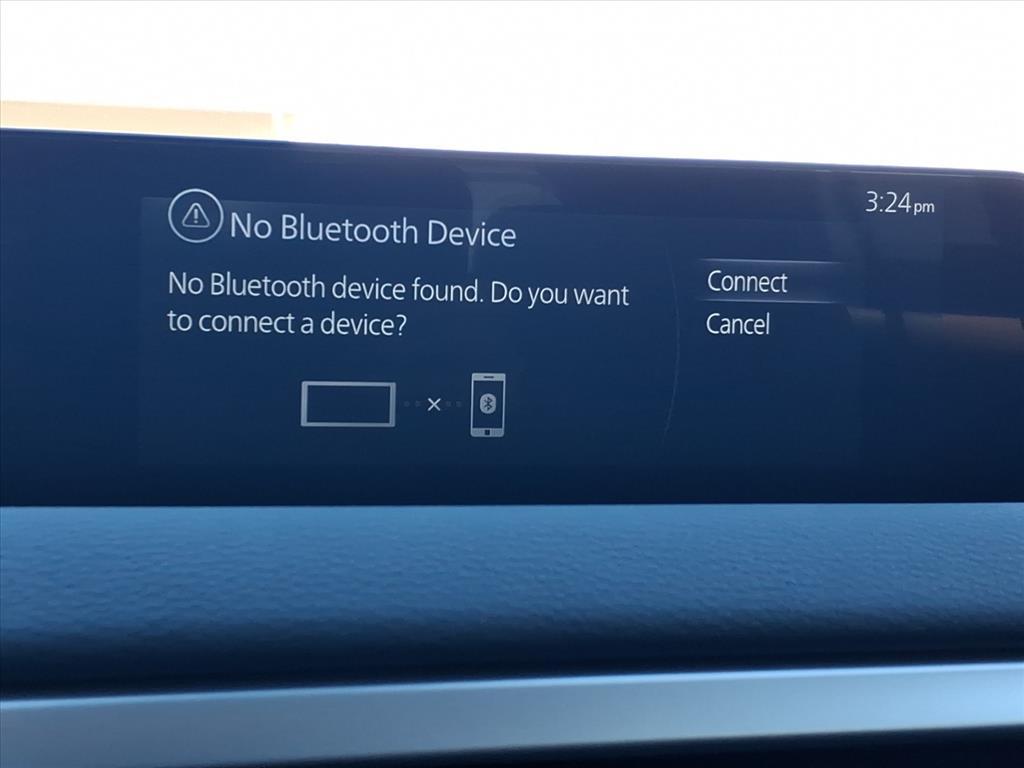 3:24pm
No Bluetooth Device
No Bluetooth device found. Do you want
to connect a device?
Connect
Cancel